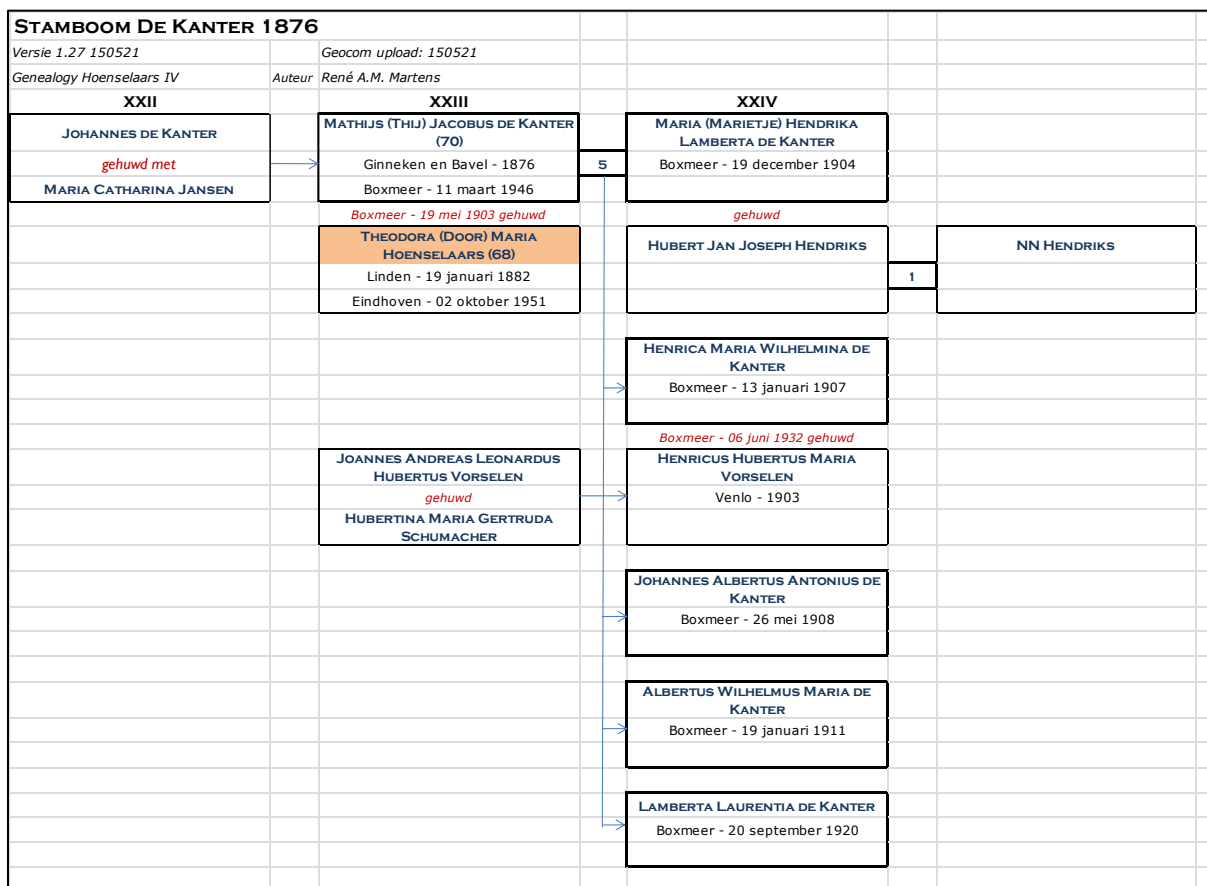 STAMBOOM DE KANTER 1876
Versie 1.27 150521 Geocom upload: 150521
Genealogy Hoenselaars IV Auteur René A.M. Martens
XXII XXIII XXIV
JOHANNES DE KANTER
gehuwd met
MARIA CATHARINA JANSEN
MATHIJS (THIJ) JACOBUS DE KANTER
(70)
Ginneken en Bavel - 1876
Boxmeer - 11 maart 1946
5
MARIA (MARIETJE) HENDRIKA
LAMBERTA DE KANTER
Boxmeer - 19 december 1904
Boxmeer - 19 mei 1903 gehuwd
gehuwd
THEODORA (DOOR) MARIA
HOENSELAARS (68)
Linden - 19 januari 1882
Eindhoven - 02 oktober 1951
HUBERT JAN JOSEPH HENDRIKS
1
NN HENDRIKS
HENRICA MARIA WILHELMINA DE
KANTER
Boxmeer - 13 januari 1907
Boxmeer - 06 juni 1932 gehuwd
JOANNES ANDREAS LEONARDUS
HUBERTUS VORSELEN
gehuwd
HUBERTINA MARIA GERTRUDA
SCHUMACHER
HENRICUS HUBERTUS MARIA
VORSELEN
Venlo - 1903
JOHANNES ALBERTUS ANTONIUS DE
KANTER
Boxmeer - 26 mei 1908
ALBERTUS WILHELMUS MARIA DE
KANTER
Boxmeer - 19 januari 1911
LAMBERTA LAURENTIA DE KANTER
Boxmeer - 20 september 1920